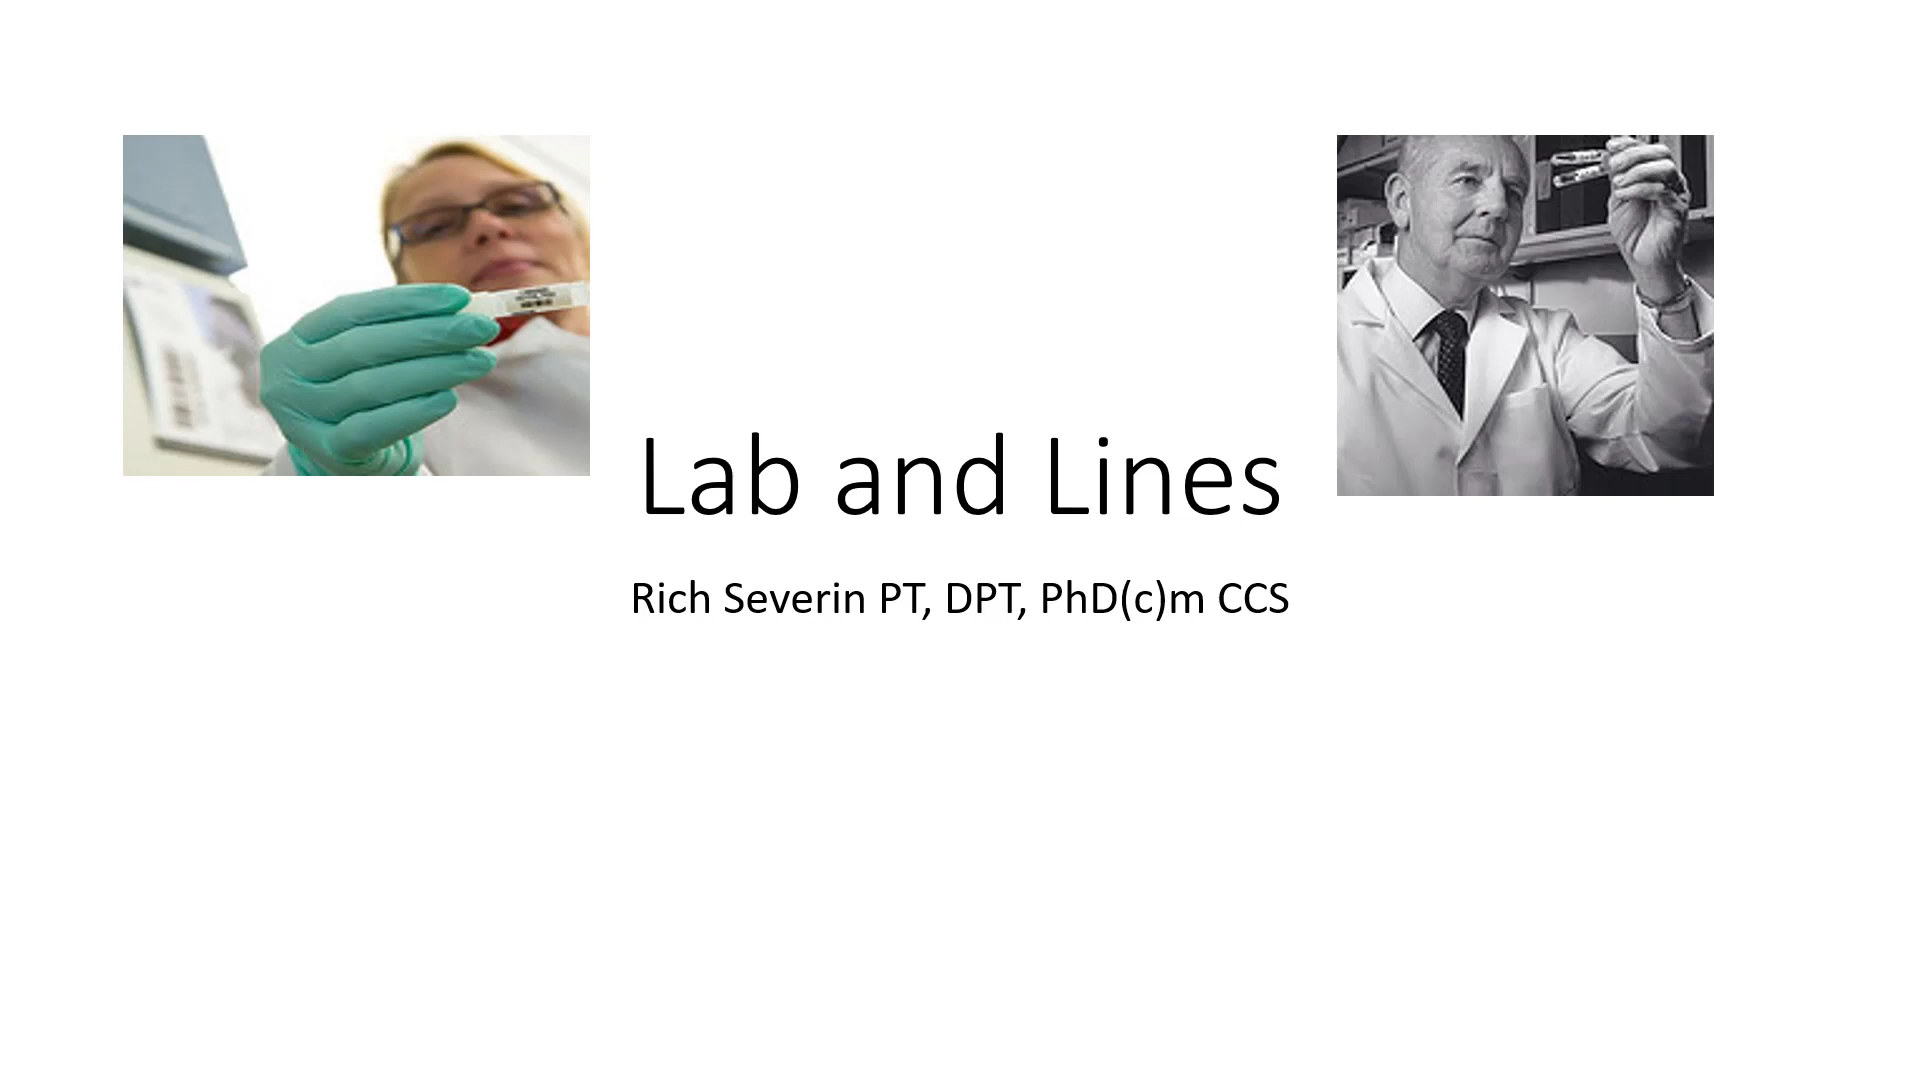 Lab and Lines
Rich Severin PT, DPT, PhD(c)m CCS